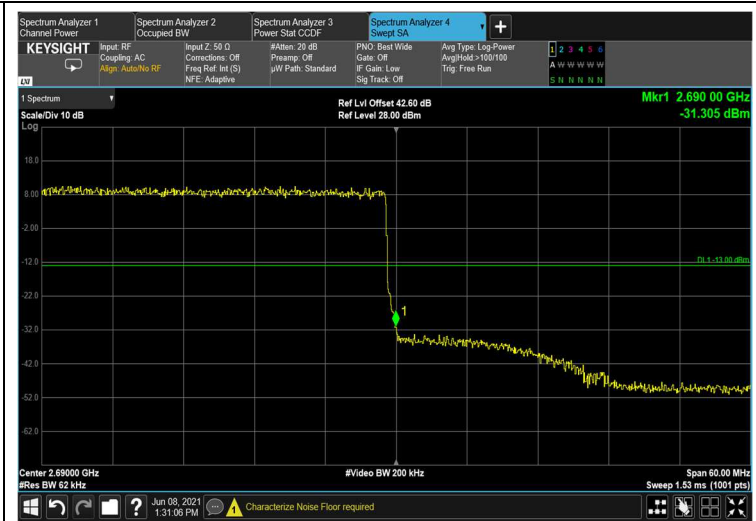 Spectrum Analyzer 1
Channel Power
Spectrum Analyzer 2
Occupied BW
Spectrum Analyzer 3
Power Stat CCDF
Spectrum Analyzer 4
Swept SA
KEYSIGHT
LXI
Input: RF
Coupling: AC
Align: Auto/No RF
Input Z: 50 Ω
Corrections: Off
Freq Ref: Int (S)
NFE: Adaptive
#Atten: 20 dB
Preamp: Off
µW Path: Standard
PNO: Best Wide
Gate: Off
IF Gain: Low
Sig Track: Off
Avg Type: Log-Power
Avg|Hold:>100/100
Trig: Free Run
1 2 3 4 5 6
A W W W W W
S N N N N N
1 Spectrum
Scale/Div 10 dB
Log
Ref Lvl Offset 42.60 dB
Ref Level 28.00 dBm
Mkr1 2.690 00 GHz
-31.305 dBm
18.0
8.00
-2.00
-12.0
DL1 -13.00 dBm
-22.0
1
-32.0
-42.0
-52.0
-62.0
Center 2.69000 GHz
#Res BW 62 kHz
#Video BW 200 kHz
Span 60.00 MHz
Sweep 1.53 ms (1001 pts)
?
Jun 08, 2021
1:31:06 PM
1
Characterize Noise Floor required